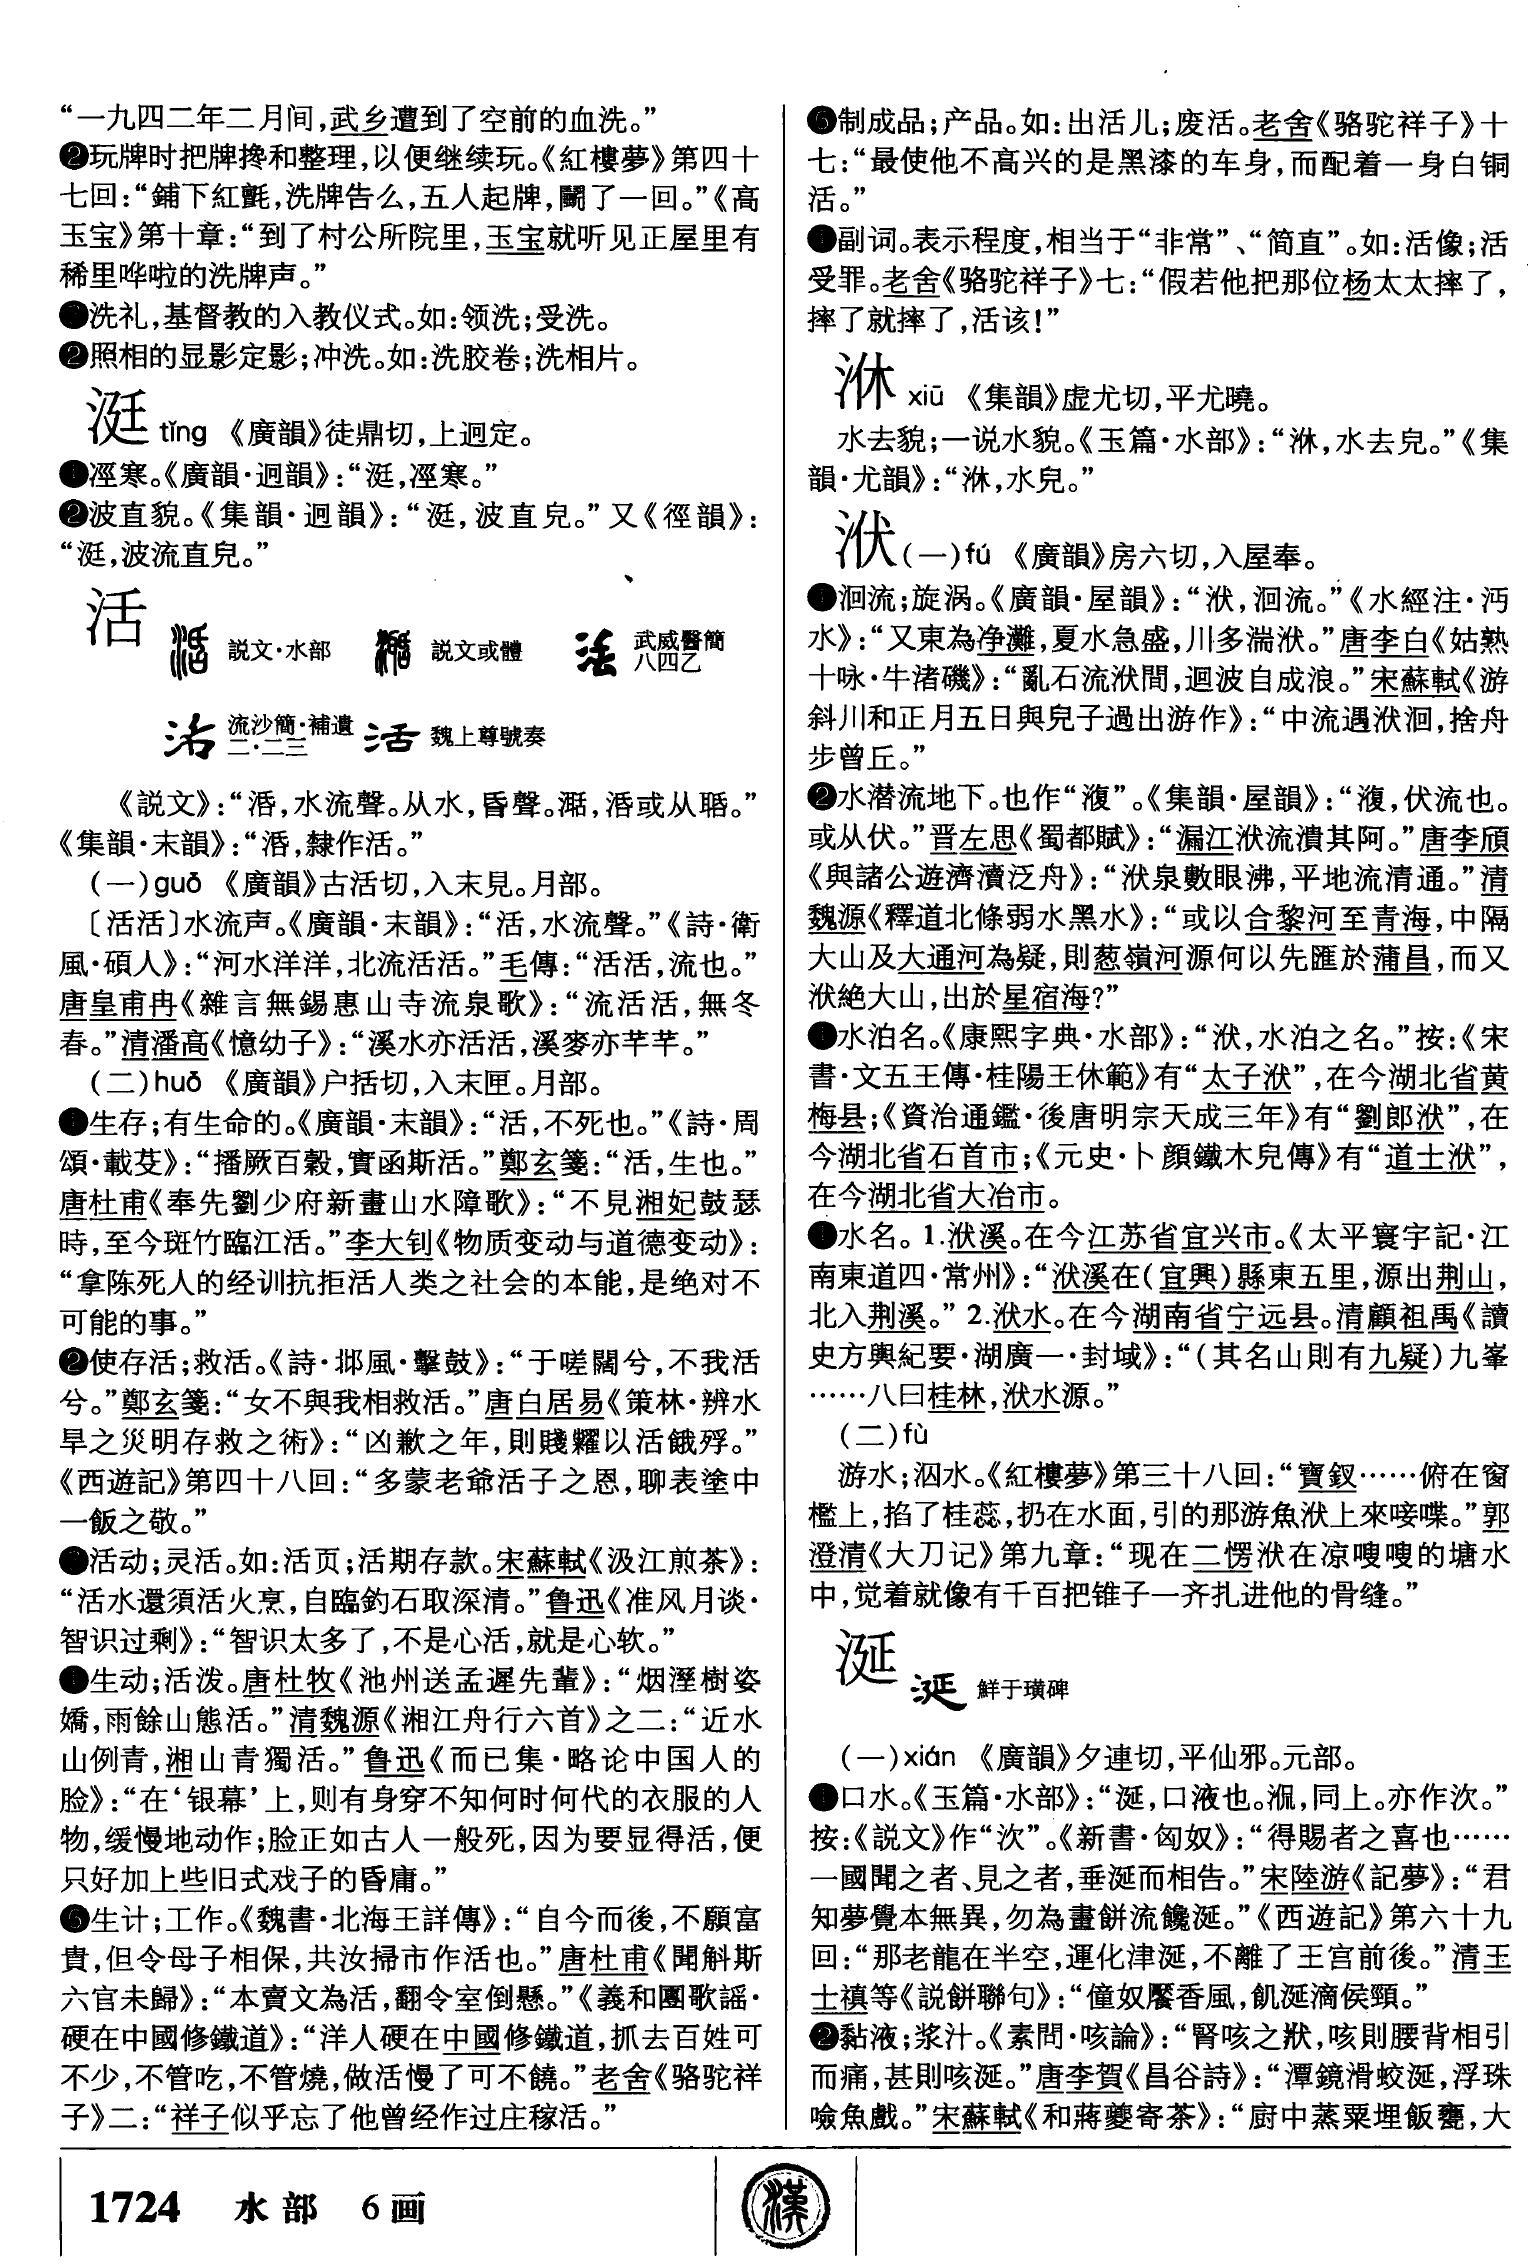 “一九四二年二月间，武乡遭到了空前的血洗。”
❷玩牌时把牌搀和整理，以便继续玩。《紅樓夢》第四十
七回：“鋪下紅氈，洗牌告么，五人起牌，鬭了一回。”《高
玉宝》第十章：“到了村公所院里，玉宝就听见正屋里有
稀里哗啦的洗牌声。”
洗礼，基督教的入教仪式。如：领洗；受洗。
❷照相的显影定影；冲洗。如：洗胶卷；洗相片。
涏 tǐng 《廣韻》徒鼎切，上迥定。
❶涇寒。《廣韻·迥韻》：“涏，涇寒。”
❷波直貌。《集韻·迥韻》：“涏，波直皃。”又《徑韻》：
“涏，波流直皃。”
活
説文·水部 説文或體 武威醫簡八四乙
流沙簡·補遺二·二三 魏上尊號奏
《説文》：“𣴠，水流聲。从水，𠯑聲。𤄃，𣴠或从聒。”
《集韻·末韻》：“𣴠，隸作活。”
（一）guō 《廣韻》古活切，入末見。月部。
〔活活〕水流声。《廣韻·末韻》：“活，水流聲。”《詩·衛
風·碩人》：“河水洋洋，北流活活。”毛傳：“活活，流也。”
唐皇甫冉《雜言無錫惠山寺流泉歌》：“流活活，無冬
春。”清潘高《憶幼子》：“溪水亦活活，溪麥亦芊芊。”
（二）huó 《廣韻》户括切，入末匣。月部。
❶生存；有生命的。《廣韻·末韻》：“活，不死也。”《詩·周
頌·載芟》：“播厥百穀，實函斯活。”鄭玄箋：“活，生也。”
唐杜甫《奉先劉少府新畫山水障歌》：“不見湘妃鼓瑟
時，至今斑竹臨江活。”李大钊《物质变动与道德变动》：
“拿陈死人的经训抗拒活人类之社会的本能，是绝对不
可能的事。”
❷使存活；救活。《詩·邶風·擊鼓》：“于嗟闊兮，不我活
兮。”鄭玄箋：“女不與我相救活。”唐白居易《策林·辨水
旱之災明存救之術》：“凶歉之年，則賤糶以活餓殍。”
《西遊記》第四十八回：“多蒙老爺活子之恩，聊表塗中
一飯之敬。”
❸活动；灵活。如：活页；活期存款。宋蘇軾《汲江煎茶》：
“活水還須活火烹，自臨釣石取深清。”鲁迅《准风月谈·
智识过剩》：“智识太多了，不是心活，就是心软。”
❹生动；活泼。唐杜牧《池州送孟遲先輩》：“烟溼樹姿
嬌，雨餘山態活。”清魏源《湘江舟行六首》之二：“近水
山例青，湘山青獨活。”鲁迅《而已集·略论中国人的
脸》：“在‘银幕’上，则有身穿不知何时何代的衣服的人
物，缓慢地动作；脸正如古人一般死，因为要显得活，便
只好加上些旧式戏子的昏庸。”
❺生计；工作。《魏書·北海王詳傳》：“自今而後，不願富
貴，但令母子相保，共汝掃市作活也。”唐杜甫《聞斛斯
六官未歸》：“本賣文為活，翻令室倒懸。”《義和團歌謡·
硬在中國修鐵道》：“洋人硬在中國修鐵道，抓去百姓可
不少，不管吃，不管燒，做活慢了可不饒。”老舍《骆驼祥
子》二：“祥子似乎忘了他曾经作过庄稼活。”
❻制成品；产品。如：出活儿；废活。老舍《骆驼祥子》十
七：“最使他不高兴的是黑漆的车身，而配着一身白铜
活。”
副词。表示程度，相当于“非常”、“简直”。如：活像；活
受罪。老舍《骆驼祥子》七：“假若他把那位杨太太摔了，
摔了就摔了，活该！”
㳜 xiū 《集韻》虚尤切，平尤曉。
水去貌；一说水貌。《玉篇·水部》：“㳜，水去皃。”《集
韻·尤韻》：“㳜，水皃。”
洑 （一）fú 《廣韻》房六切，入屋奉。
❶洄流；旋涡。《廣韻·屋韻》：“洑，洄流。”《水經注·沔
水》：“又東為净灘，夏水急盛，川多湍洑。”唐李白《姑熟
十咏·牛渚磯》：“亂石流洑間，迴波自成浪。”宋蘇軾《游
斜川和正月五日與兒子過出游作》：“中流遇洑洄，捨舟
步曾丘。”
❷水潜流地下。也作“澓”。《集韻·屋韻》：“澓，伏流也。
或从伏。”晋左思《蜀都賦》：“漏江洑流潰其阿。”唐李頎
《與諸公遊濟瀆泛舟》：“洑泉數眼沸，平地流清通。”清
魏源《釋道北條弱水黑水》：“或以合黎河至青海，中隔
大山及大通河為疑，則葱嶺河源何以先匯於蒲昌，而又
洑絶大山，出於星宿海？”
❸水泊名。《康熙字典·水部》：“洑，水泊之名。”按：《宋
書·文五王傳·桂陽王休範》有“太子洑”，在今湖北省黄
梅县；《資治通鑑·後唐明宗天成三年》有“劉郎洑”，在
今湖北省石首市；《元史·卜顔鐵木兒傳》有“道士洑”，
在今湖北省大冶市。
❹水名。1.洑溪。在今江苏省宜兴市。《太平寰宇記·江
南東道四·常州》：“洑溪在（宜興）縣東五里，源出荆山，
北入荆溪。”2.洑水。在今湖南省宁远县。清顧祖禹《讀
史方輿紀要·湖廣一·封域》：“（其名山則有九疑）九峯
……八曰桂林，洑水源。”
（二）fù
游水；泅水。《紅樓夢》第三十八回：“寶釵……俯在窗
檻上，掐了桂蕊，扔在水面，引的那游魚洑上來唼喋。”郭
澄清《大刀记》第九章：“现在二愣洑在凉嗖嗖的塘水
中，觉着就像有千百把锥子一齐扎进他的骨缝。”
涎 鮮于璜碑
（一）xián 《廣韻》夕連切，平仙邪。元部。
❶口水。《玉篇·水部》：“涎，口液也。㳄，同上。亦作次。”
按：《説文》作“㳄”。《新書·匈奴》：“得賜者之喜也……
一國聞之者、見之者，垂涎而相告。”宋陸游《記夢》：“君
知夢覺本無異，勿為畫餅流饞涎。”《西遊記》第六十九
回：“那老龍在半空，運化津涎，不離了王宫前後。”清王
士禛等《説餅聯句》：“僮奴饜香風，飢涎滴侯頸。”
❷黏液；浆汁。《素問·咳論》：“腎咳之狀，咳則腰背相引
而痛，甚則咳涎。”唐李賀《昌谷詩》：“潭鏡滑蛟涎，浮珠
噞魚戲。”宋蘇軾《和蔣夔寄茶》：“厨中蒸粟埋飯甕，大
1724 水部 6画
漢